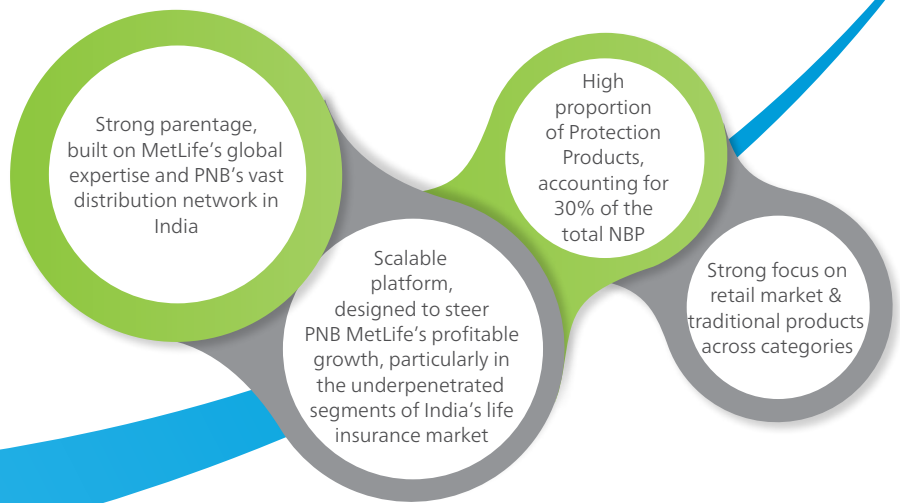 Strong parentage,
built on MetLife's global
expertise and PNB's vast
distribution network in
India
Scalable
platform,
designed to steer
PNB MetLife's profitable
growth, particularly in
the underpenetrated
segments of India's life
insurance market
High
proportion
of Protection
Products,
accounting for
30% of the
total NBP
Strong focus on
retail market &
traditional products
across categories